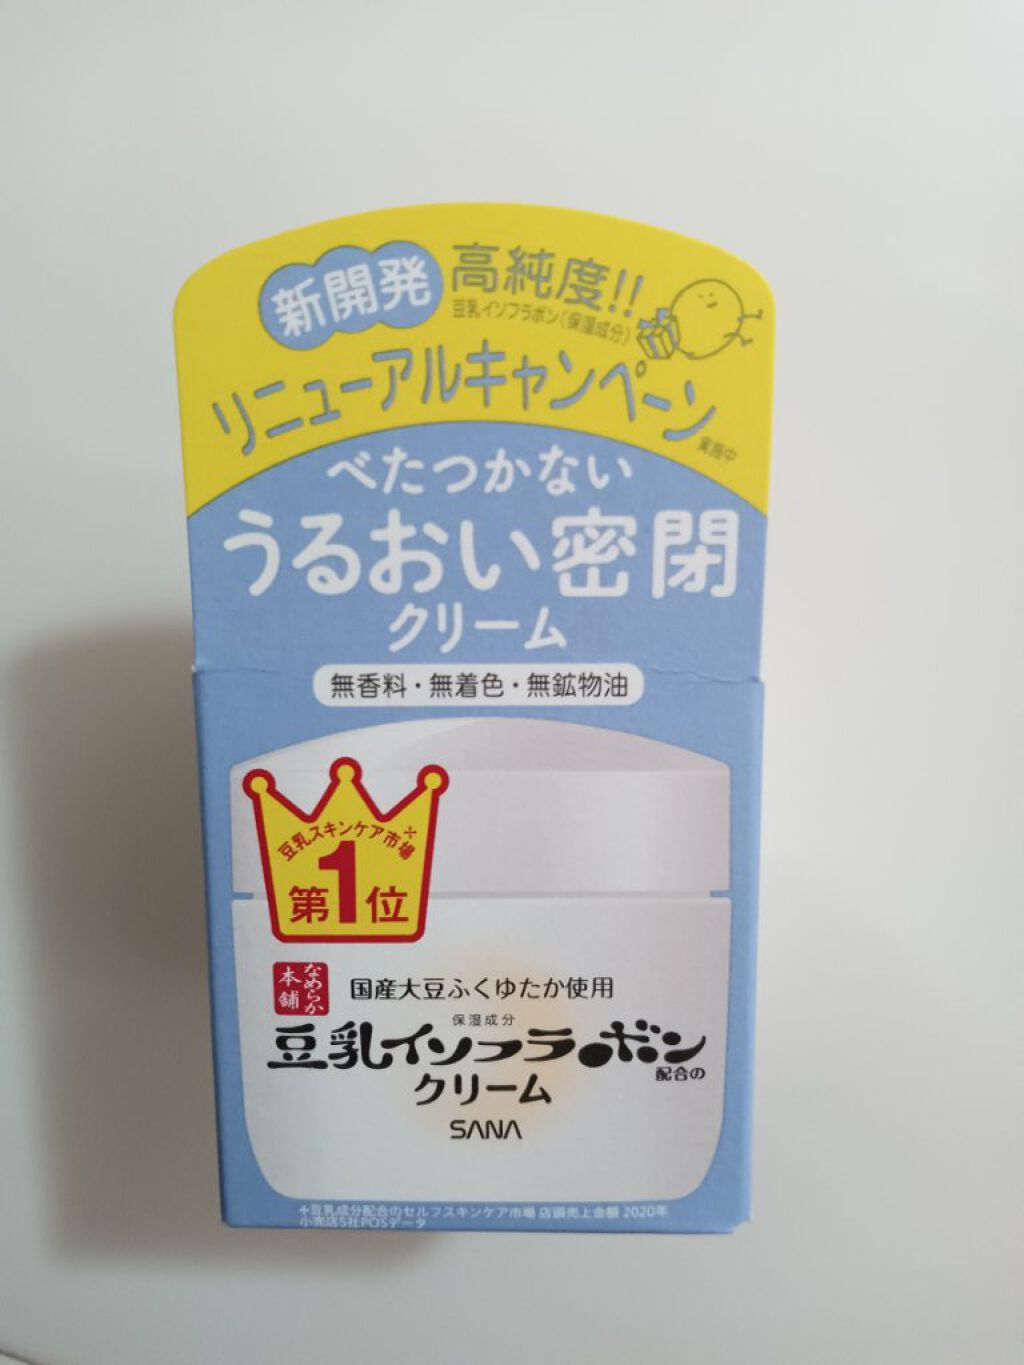 新開発
高純度!!
豆乳イソフラボン(保湿成分)
リニューアルキャンペーン
実施中
べたつかない
うるおい密閉
クリーム
無香料・無着色・無鉱物油
豆乳スキンケア市場※
第1位
なめらか
本舗
国産大豆ふくゆたか使用
保湿成分
豆乳イソフラボン
配合の
クリーム
SANA
※豆乳成分配合のセルフスキンケア市場 店頭売上金額 2020年
小売店5社POSデータ